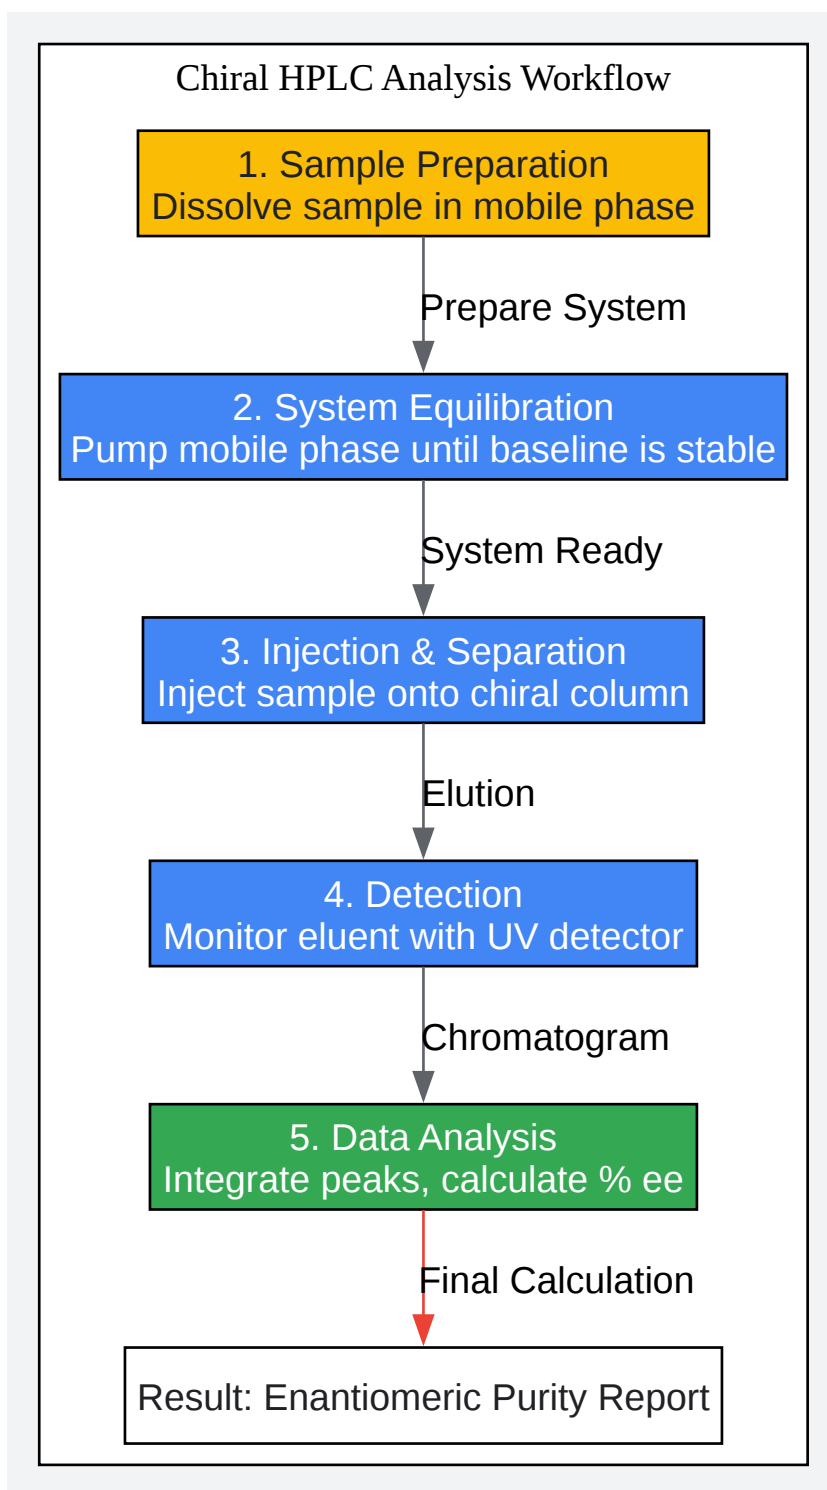 Chiral HPLC Analysis Workflow
1. Sample Preparation
Dissolve sample in mobile phase
Prepare System
2. System Equilibration
Pump mobile phase until baseline is stable
System Ready
3. Injection & Separation
Inject sample onto chiral column
Elution
4. Detection
Monitor eluent with UV detector
Chromatogram
5. Data Analysis
Integrate peaks, calculate % ee
Final Calculation
Result: Enantiomeric Purity Report